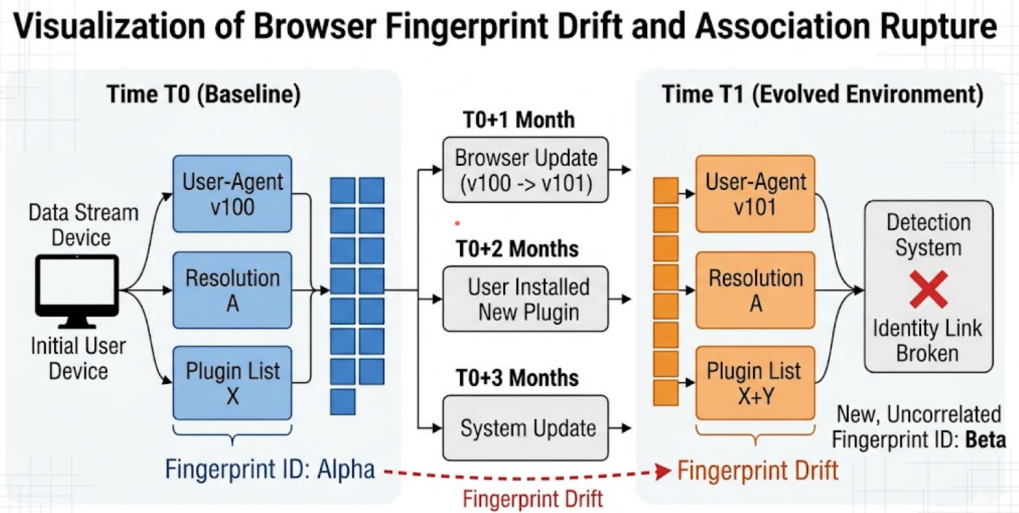 Visualization of Browser Fingerprint Drift and Association Rupture
Time T0 (Baseline)
Data Stream
Device
Initial User
Device
User-Agent
v100
Resolution
A
Plugin List
X
Fingerprint ID: Alpha
T0+1 Month
Browser Update
(v100 -> v101)
T0+2 Months
User Installed
New Plugin
T0+3 Months
System Update
Fingerprint Drift
Time T1 (Evolved Environment)
User-Agent
v101
Resolution
A
Plugin List
X+Y
Fingerprint Drift
Detection
System
Identity Link
Broken
New, Uncorrelated
Fingerprint ID: Beta